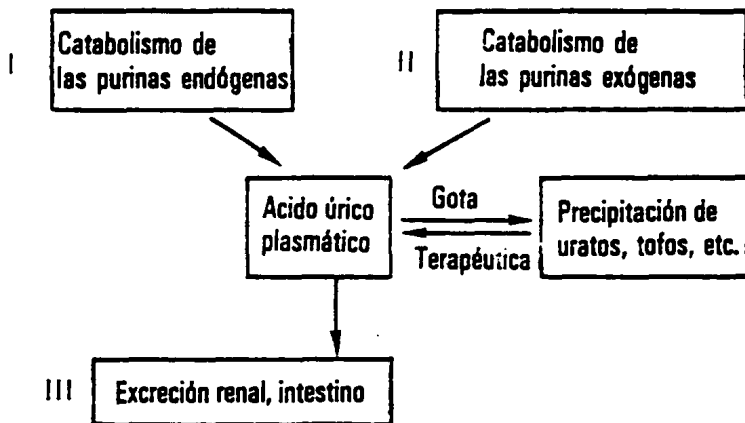 I
Catabolismo de
las purinas endógenas
II
Catabolismo de
las purinas exógenas
Acido úrico
plasmático
Gota
Terapéutica
Precipitación de
uratos, tofos, etc.
III
Excreción renal, intestino